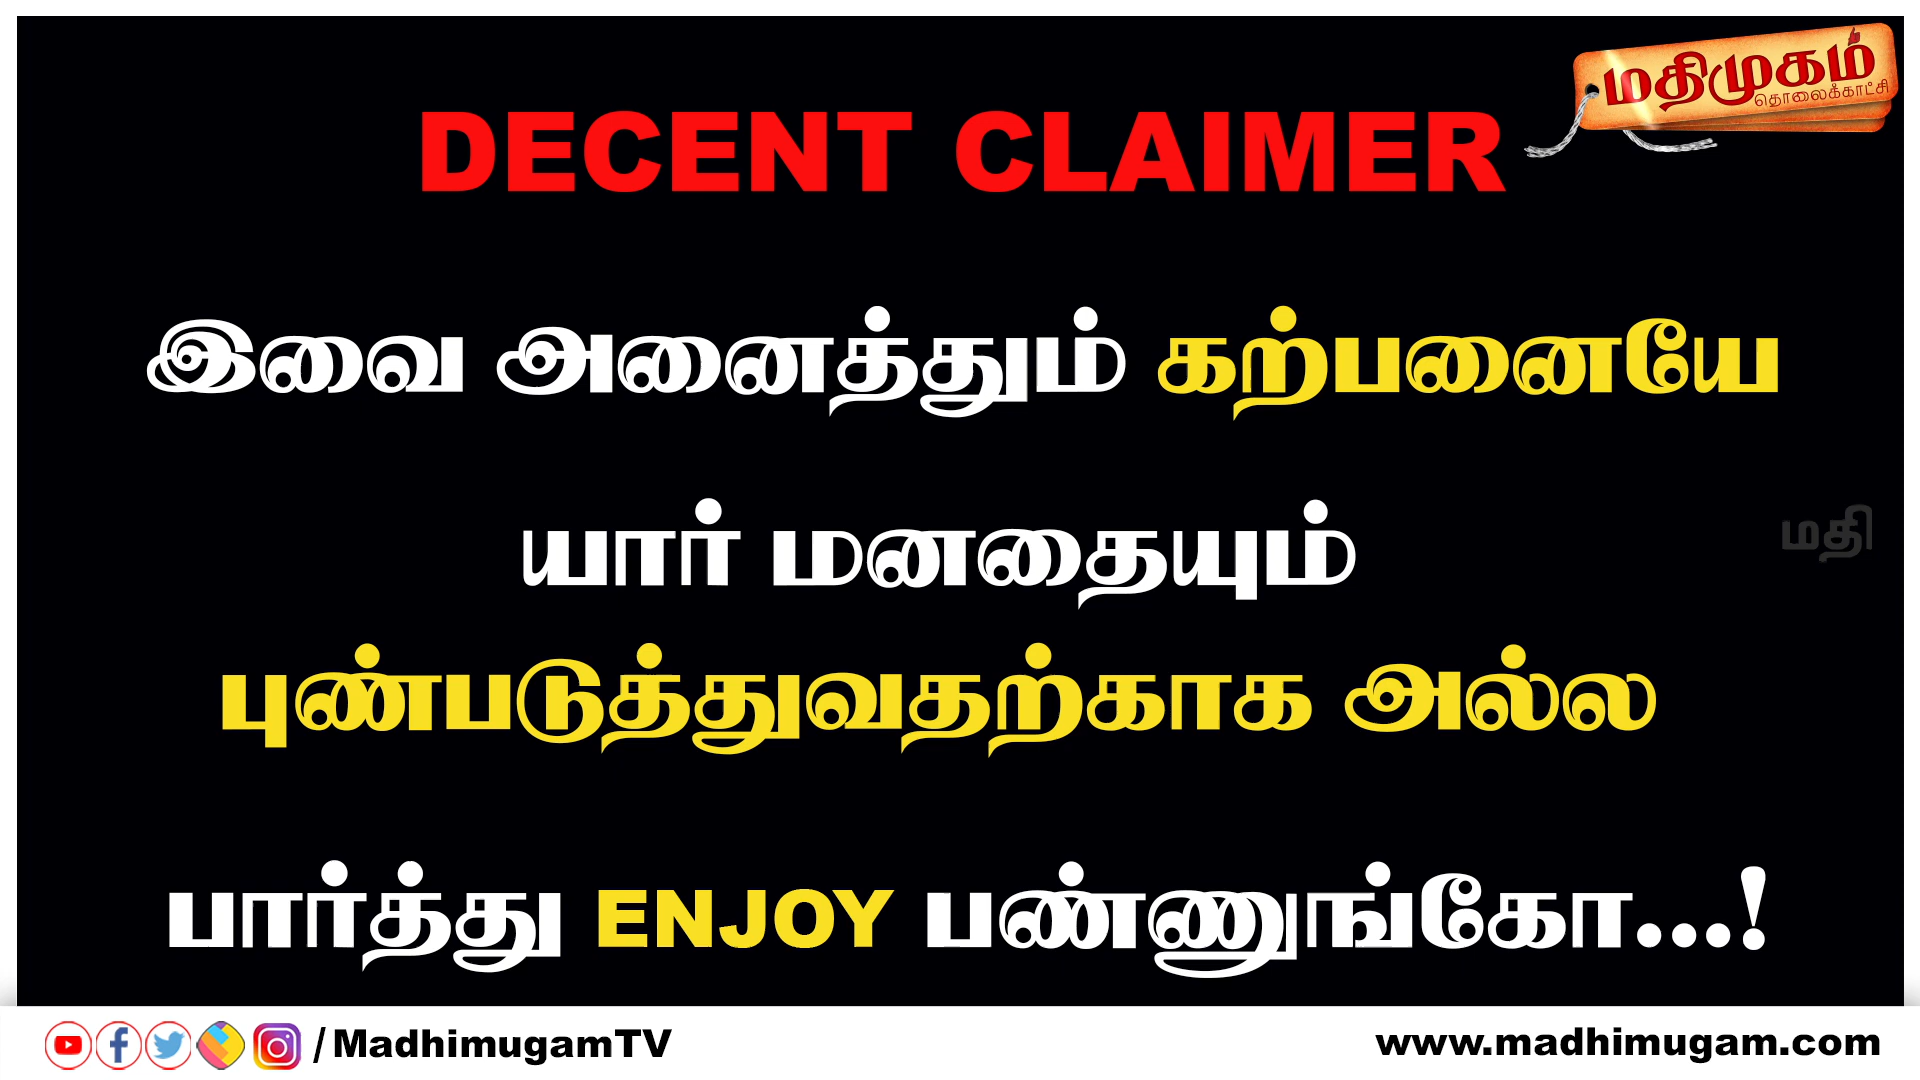 மதிமுகம்
தொலைக்காட்சி
DECENT CLAIMER
இவை அனைத்தும் கற்பனையே
யார் மனதையும்
மதி
புண்படுத்துவதற்காக அல்ல
பார்த்து ENJOY பண்ணுங்கோ...!
/MadhimugamTV
www.madhimugam.com